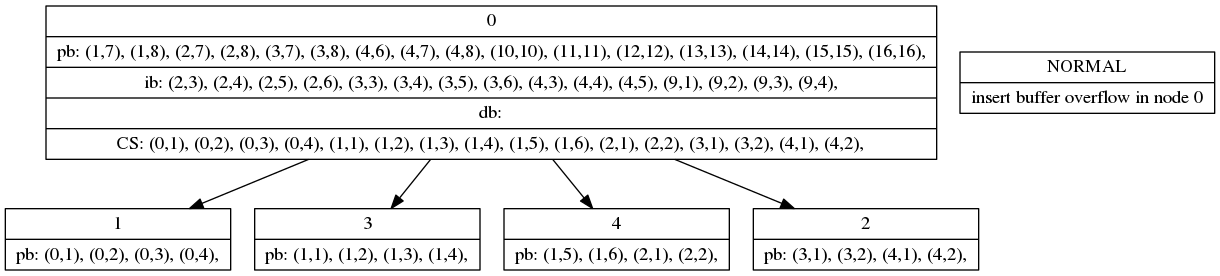 0
pb: (1,7), (1,8), (2,7), (2,8), (3,7), (3,8), (4,6), (4,7), (4,8), (10,10), (11,11), (12,12), (13,13), (14,14), (15,15), (16,16),
ib: (2,3), (2,4), (2,5), (2,6), (3,3), (3,4), (3,5), (3,6), (4,3), (4,4), (4,5), (9,1), (9,2), (9,3), (9,4),
db:
CS: (0,1), (0,2), (0,3), (0,4), (1,1), (1,2), (1,3), (1,4), (1,5), (1,6), (2,1), (2,2), (3,1), (3,2), (4,1), (4,2),
NORMAL
insert buffer overflow in node 0
1
pb: (0,1), (0,2), (0,3), (0,4),
3
pb: (1,1), (1,2), (1,3), (1,4),
4
pb: (1,5), (1,6), (2,1), (2,2),
2
pb: (3,1), (3,2), (4,1), (4,2),